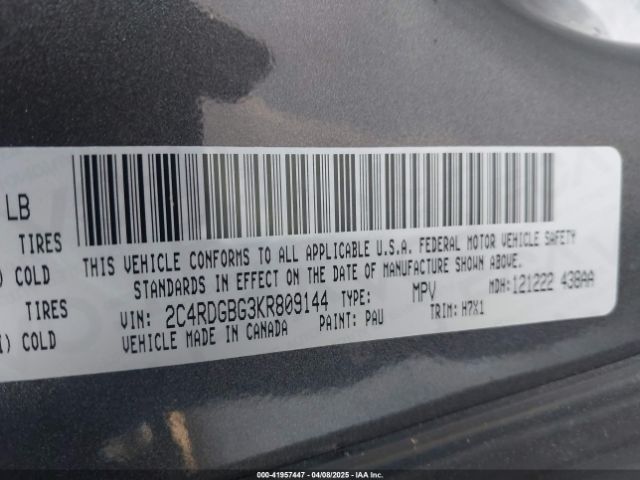 LB
TIRES
) COLD
TIRES
) COLD
THIS VEHICLE CONFORMS TO ALL APPLICABLE U.S.A. FEDERAL MOTOR VEHICLE SAFETY
STANDARDS IN EFFECT ON THE DATE OF MANUFACTURE SHOWN ABOVE.
VIN: 2C4RDGBG3KR809144 TYPE: MPV MDH: 121222 438AA
VEHICLE MADE IN CANADA PAINT: PAU TRIM: H7X1
000-41957447 - 04/08/2025 - IAA Inc.